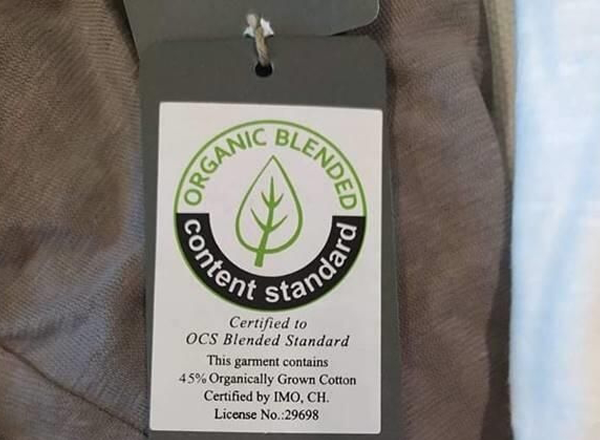 ORGANIC BLENDED
content standard
Certified to
OCS Blended Standard
This garment contains
45% Organically Grown Cotton
Certified by IMO, CH.
License No.:29698